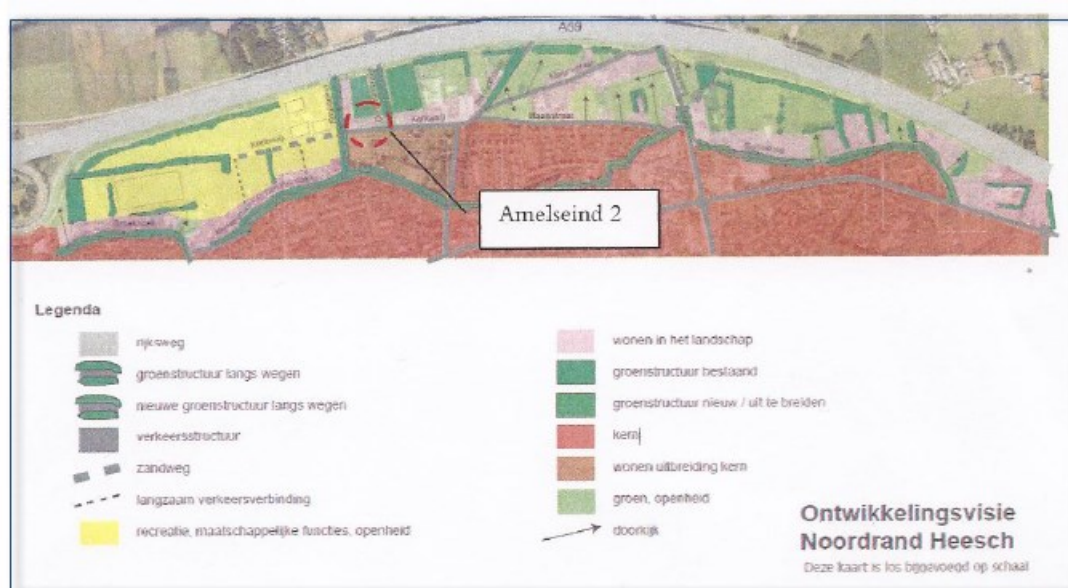 A59
Amelseind 2
Legenda
rijksweg
groenstructuur langs wegen
nieuwe groenstructuur langs wegen
verkeersstructuur
zandweg
langzaam verkeersverbinding
recreatie, maatschappelijke functies, openheid
wonen in het landschap
groenstructuur bestaand
groenstructuur nieuw / uit te breiden
kern
wonen uitbreiding kern
groen, openheid
doorkijk
Ontwikkelingsvisie
Noordrand Heesch
Deze kaart is los bijgevoegd op schaal